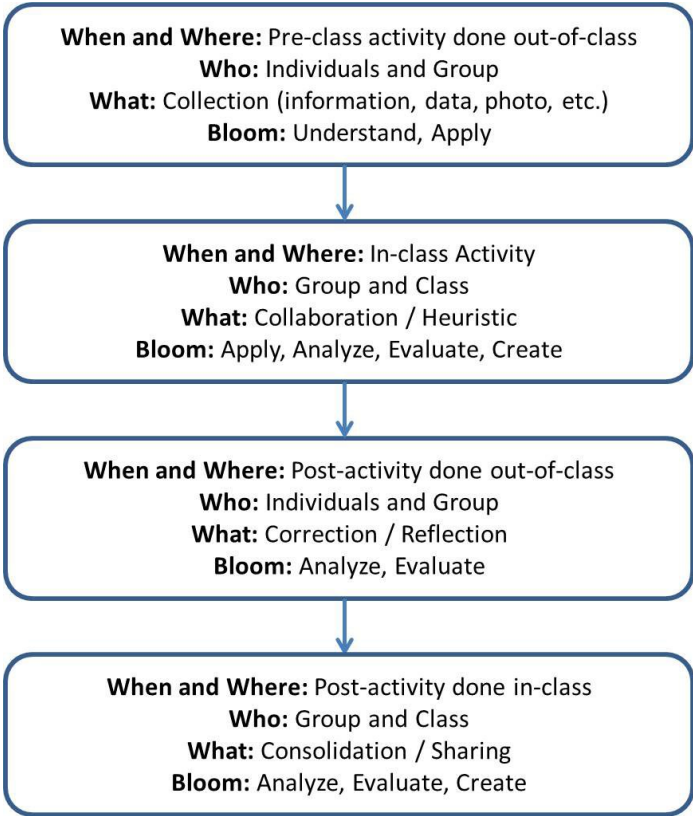 When and Where: Pre-class activity done out-of-class
Who: Individuals and Group
What: Collection (information, data, photo, etc.)
Bloom: Understand, Apply
When and Where: In-class Activity
Who: Group and Class
What: Collaboration / Heuristic
Bloom: Apply, Analyze, Evaluate, Create
When and Where: Post-activity done out-of-class
Who: Individuals and Group
What: Correction / Reflection
Bloom: Analyze, Evaluate
When and Where: Post-activity done in-class
Who: Group and Class
What: Consolidation / Sharing
Bloom: Analyze, Evaluate, Create